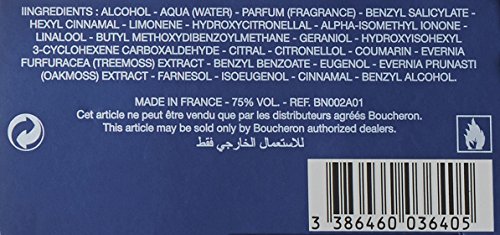 IINGREDIENTS : ALCOHOL - AQUA (WATER) - PARFUM (FRAGRANCE) - BENZYL SALICYLATE -
HEXYL CINNAMAL - LIMONENE - HYDROXYCITRONELLAL - ALPHA-ISOMETHYL IONONE -
LINALOOL - BUTYL METHOXYDIBENZOYLMETHANE - GERANIOL - HYDROXYISOHEXYL
3-CYCLOHEXENE CARBOXALDEHYDE - CITRAL - CITRONELLOL - COUMARIN - EVERNIA
FURFURACEA (TREEMOSS) EXTRACT - BENZYL BENZOATE - EUGENOL - EVERNIA PRUNASTI
(OAKMOSS) EXTRACT - FARNESOL - ISOEUGENOL - CINNAMAL - BENZYL ALCOHOL.
MADE IN FRANCE - 75% VOL. - REF. BN002A01
Cet article ne peut être vendu que par les distributeurs agréés Boucheron.
This article may be sold only by Boucheron authorized dealers.
للاستعمال الخارجي فقط
3 386460 036405